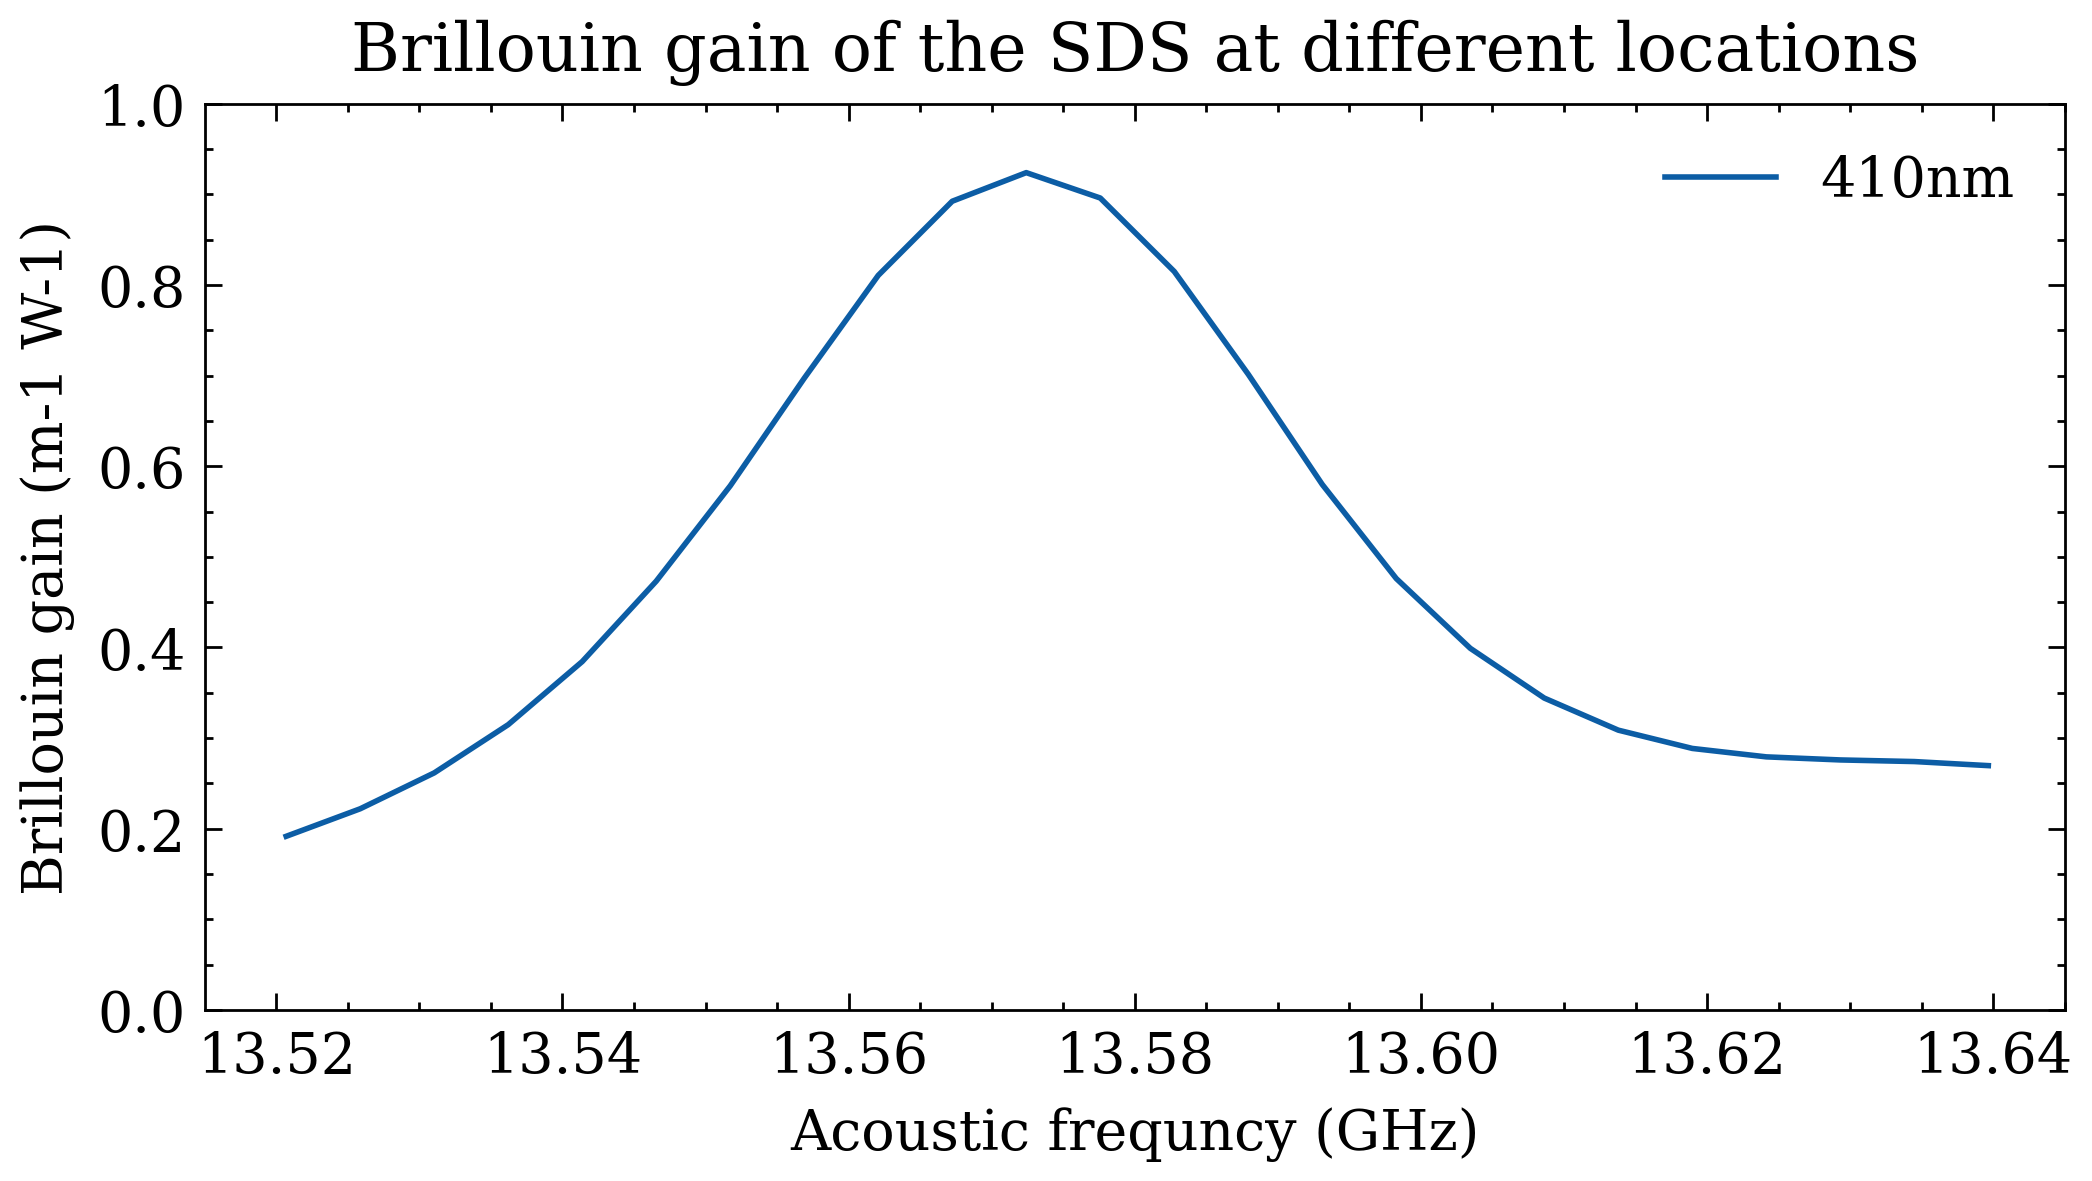 Brillouin gain of the SDS at different locations
1.0
0.8
0.6
0.4
0.2
0.0
Brillouin gain (m-1 W-1)
410nm
13.52 13.54 13.56 13.58 13.60 13.62 13.64
Acoustic frequncy (GHz)